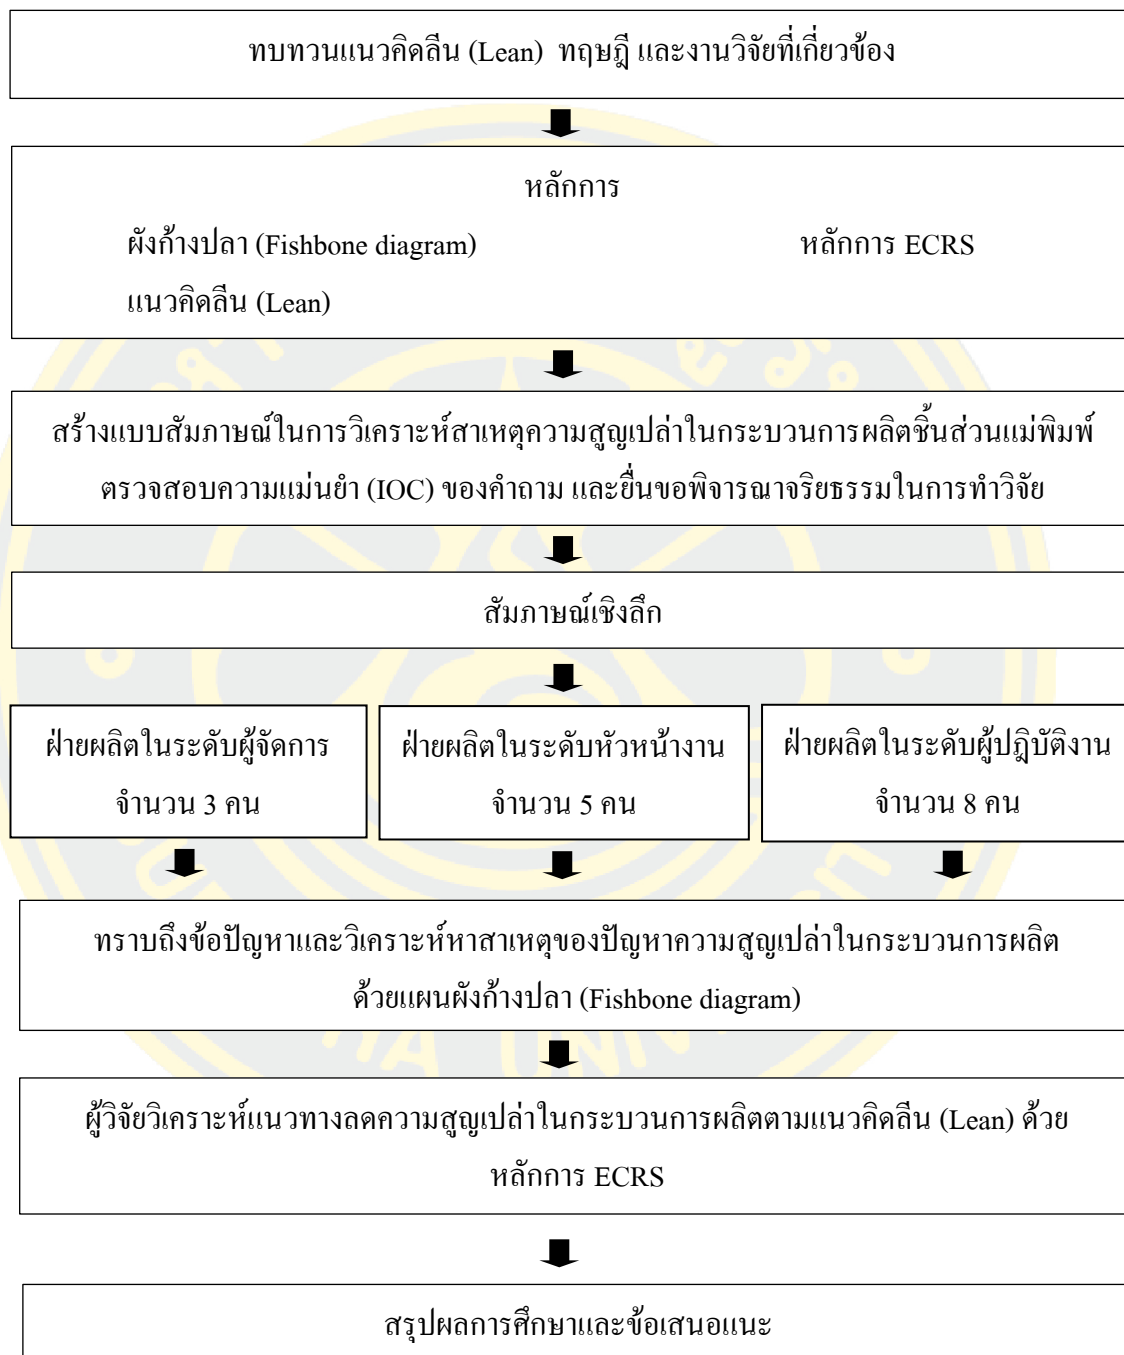 ทบทวนแนวคิดลีน (Lean) ทฤษฎี และงานวิจัยที่เกี่ยวข้อง
หลักการ
ผังก้างปลา (Fishbone diagram) หลักการ ECRS
แนวคิดลีน (Lean)
สร้างแบบสัมภาษณ์ในการวิเคราะห์สาเหตุความสูญเปล่าในกระบวนการผลิตชิ้นส่วนแม่พิมพ์
ตรวจสอบความแม่นยำ (IOC) ของคำถาม และยื่นขอพิจารณาจริยธรรมในการทำวิจัย
สัมภาษณ์เชิงลึก
ฝ่ายผลิตในระดับผู้จัดการ
จำนวน 3 คน
ฝ่ายผลิตในระดับหัวหน้างาน
จำนวน 5 คน
ฝ่ายผลิตในระดับผู้ปฏิบัติงาน
จำนวน 8 คน
ทราบถึงข้อปัญหาและวิเคราะห์หาสาเหตุของปัญหาความสูญเปล่าในกระบวนการผลิต
ด้วยแผนผังก้างปลา (Fishbone diagram)
ผู้วิจัยวิเคราะห์แนวทางลดความสูญเปล่าในกระบวนการผลิตตามแนวคิดลีน (Lean) ด้วย
หลักการ ECRS
สรุปผลการศึกษาและข้อเสนอแนะ